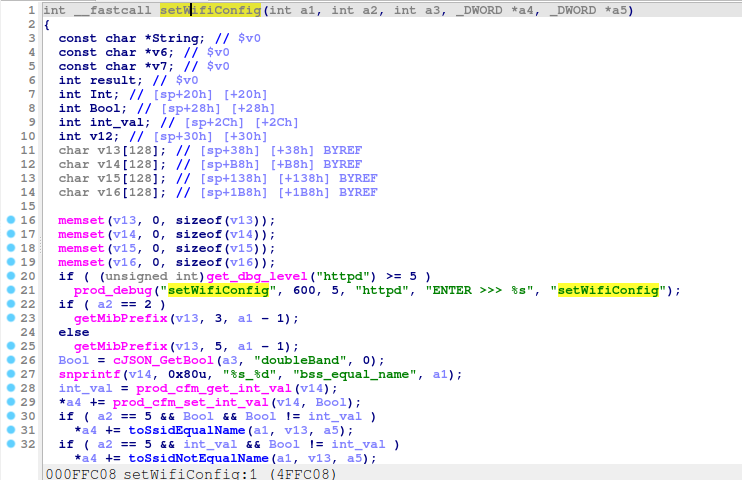 1 int __fastcall setWifiConfig(int a1, int a2, int a3, _DWORD *a4, _DWORD *a5)
2 {
3 const char *String; // $v0
4 const char *v6; // $v0
5 const char *v7; // $v0
6 int result; // $v0
7 int Int; // [sp+20h] [+20h]
8 int Bool; // [sp+28h] [+28h]
9 int int_val; // [sp+2Ch] [+2Ch]
10 int v12; // [sp+30h] [+30h]
11 char v13[128]; // [sp+38h] [+38h] BYREF
12 char v14[128]; // [sp+B8h] [+B8h] BYREF
13 char v15[128]; // [sp+138h] [+138h] BYREF
14 char v16[128]; // [sp+1B8h] [+1B8h] BYREF
15
16 memset(v13, 0, sizeof(v13));
17 memset(v14, 0, sizeof(v14));
18 memset(v15, 0, sizeof(v15));
19 memset(v16, 0, sizeof(v16));
20 if ( (unsigned int)get_dbg_level("httpd") >= 5 )
21 prod_debug("setWifiConfig", 600, 5, "httpd", "ENTER >>> %s", "setWifiConfig");
22 if ( a2 == 2 )
23 getMibPrefix(v13, 3, a1 - 1);
24 else
25 getMibPrefix(v13, 5, a1 - 1);
26 Bool = cJSON_GetBool(a3, "doubleBand", 0);
27 snprintf(v14, 0x80u, "%s_%d", "bss_equal_name", a1);
28 int_val = prod_cfm_get_int_val(v14);
29 *a4 += prod_cfm_set_int_val(v14, Bool);
30 if ( a2 == 5 && Bool && Bool != int_val )
31 *a4 += toSsidEqualName(a1, v13, a5);
32 if ( a2 == 5 && int_val && Bool != int_val )
*a4 += toSsidNotEqualName(a1, v13, a5);
000FFC08 setWifiConfig:1 (4FFC08)